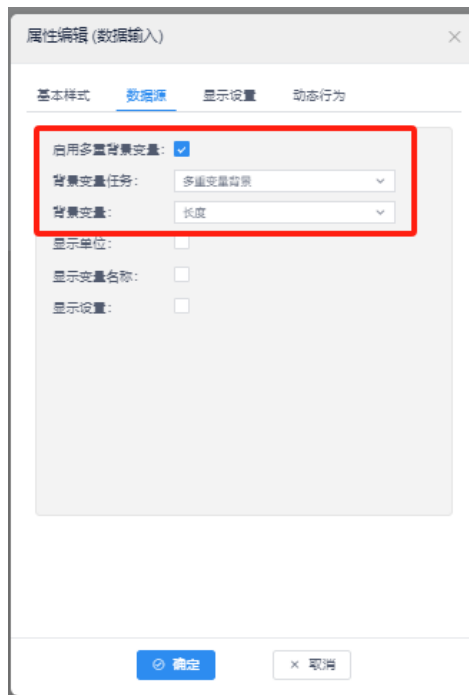 属性编辑(数据输入)
基本样式 数据源 显示设置 动态行为
启用多重背景变量:
背景变量任务: 多重变量背景
背景变量: 长度
显示单位:
显示变量名称:
显示设置:
确定 取消